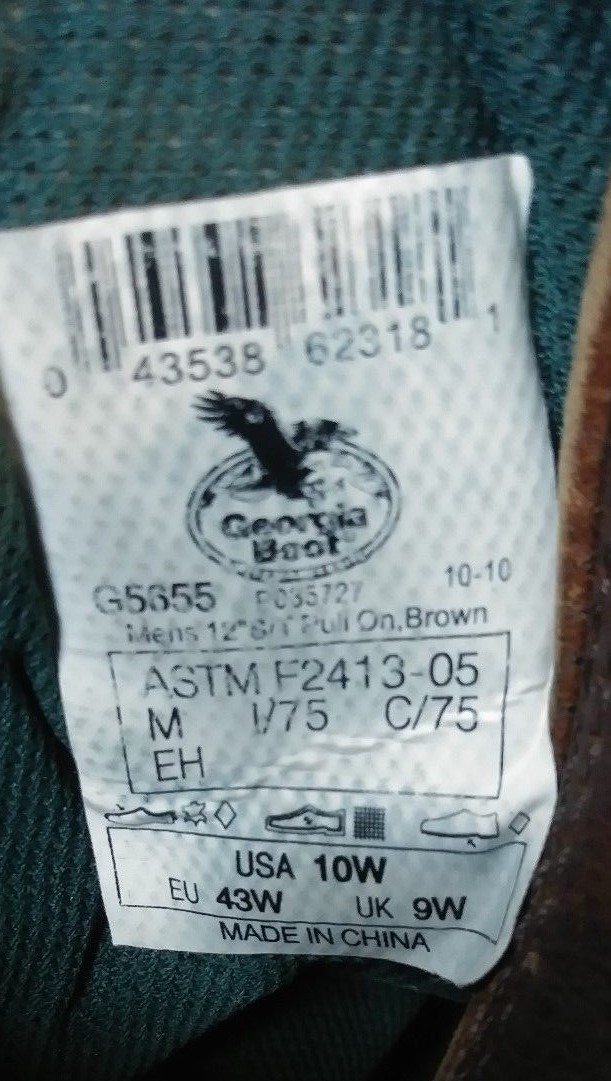 0 43538 62318 1
Georgia
Boot
10-10
G5655 P035727
Mens 12" S/T Pull On, Brown
ASTM F2413-05
M I/75 C/75
EH
USA 10W
EU 43W UK 9W
MADE IN CHINA